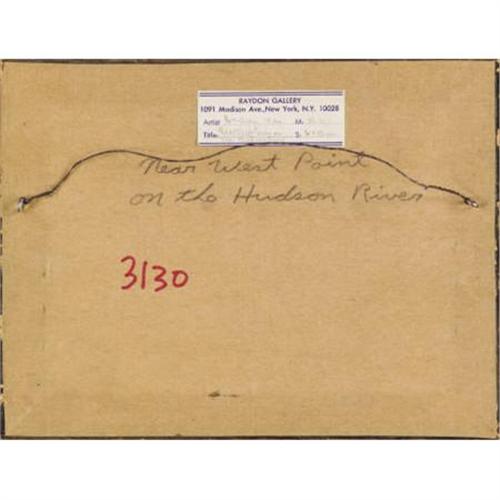 RAYDON GALLERY
1091 Madison Ave., New York, N.Y. 10028
Artist M.
Title S.
Near West Point
on the Hudson River
3130